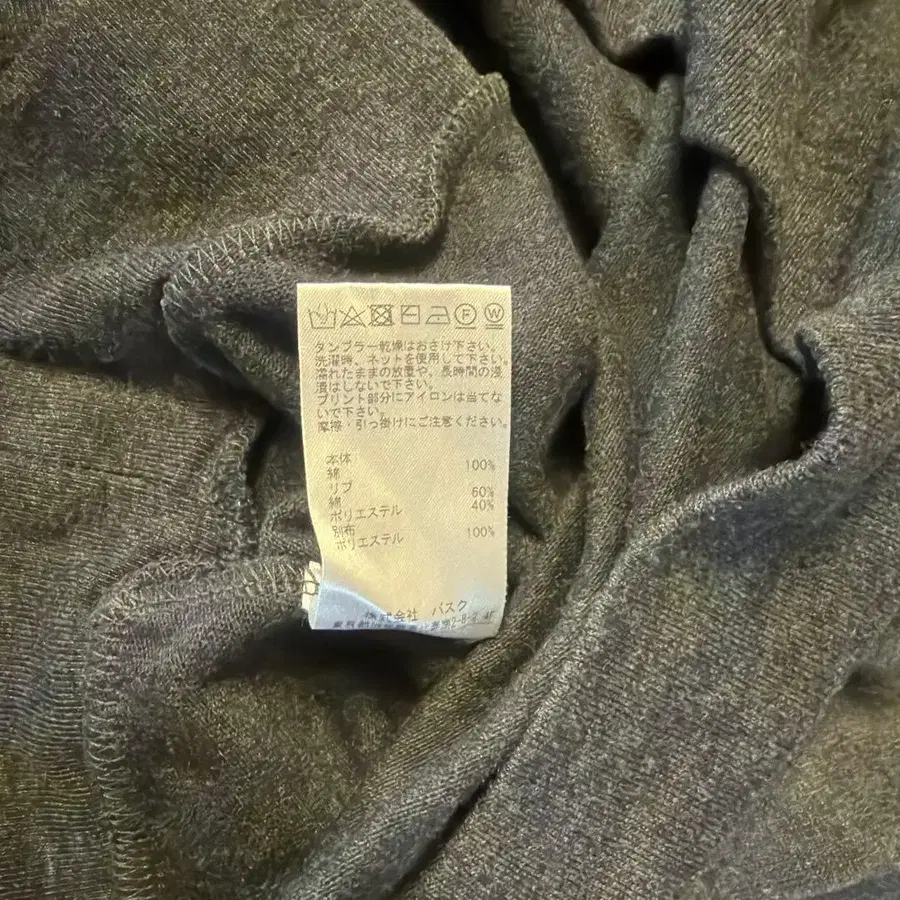 F W
タンブラー乾燥はおさけ下さい。
洗濯時、ネットを使用して下さい。
濡れたままの放置や、長時間の浸
漬はしないで下さい。
プリント部分にアイロンは当てな
いで下さい。
摩擦・引っ掛けにご注意ください。
本体
綿 100%
リブ
綿 60%
ポリエステル 40%
別布
ポリエステル 100%
株式会社 バスク
2-8-2 4F